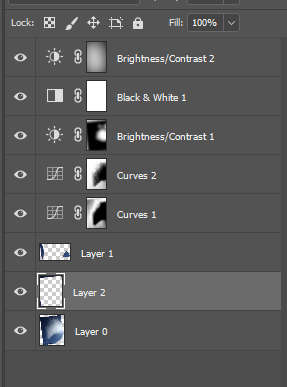 Lock: Fill: 100%
Brightness/Contrast 2
Black & White 1
Brightness/Contrast 1
Curves 2
Curves 1
Layer 1
Layer 2
Layer 0